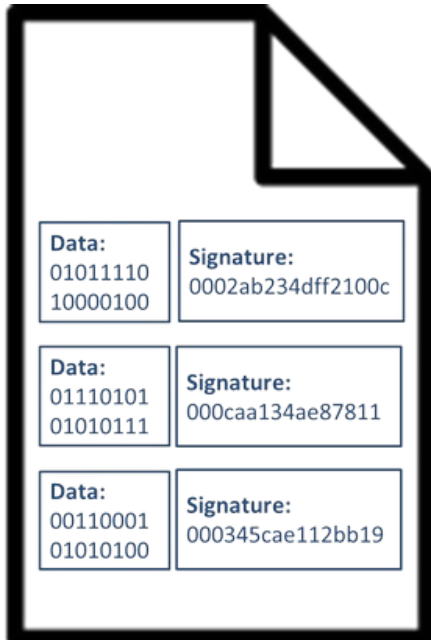 Data:
01011110
10000100
Signature:
0002ab234dff2100c
Data:
01110101
01010111
Signature:
000caa134ae87811
Data:
00110001
01010100
Signature:
000345cae112bb19